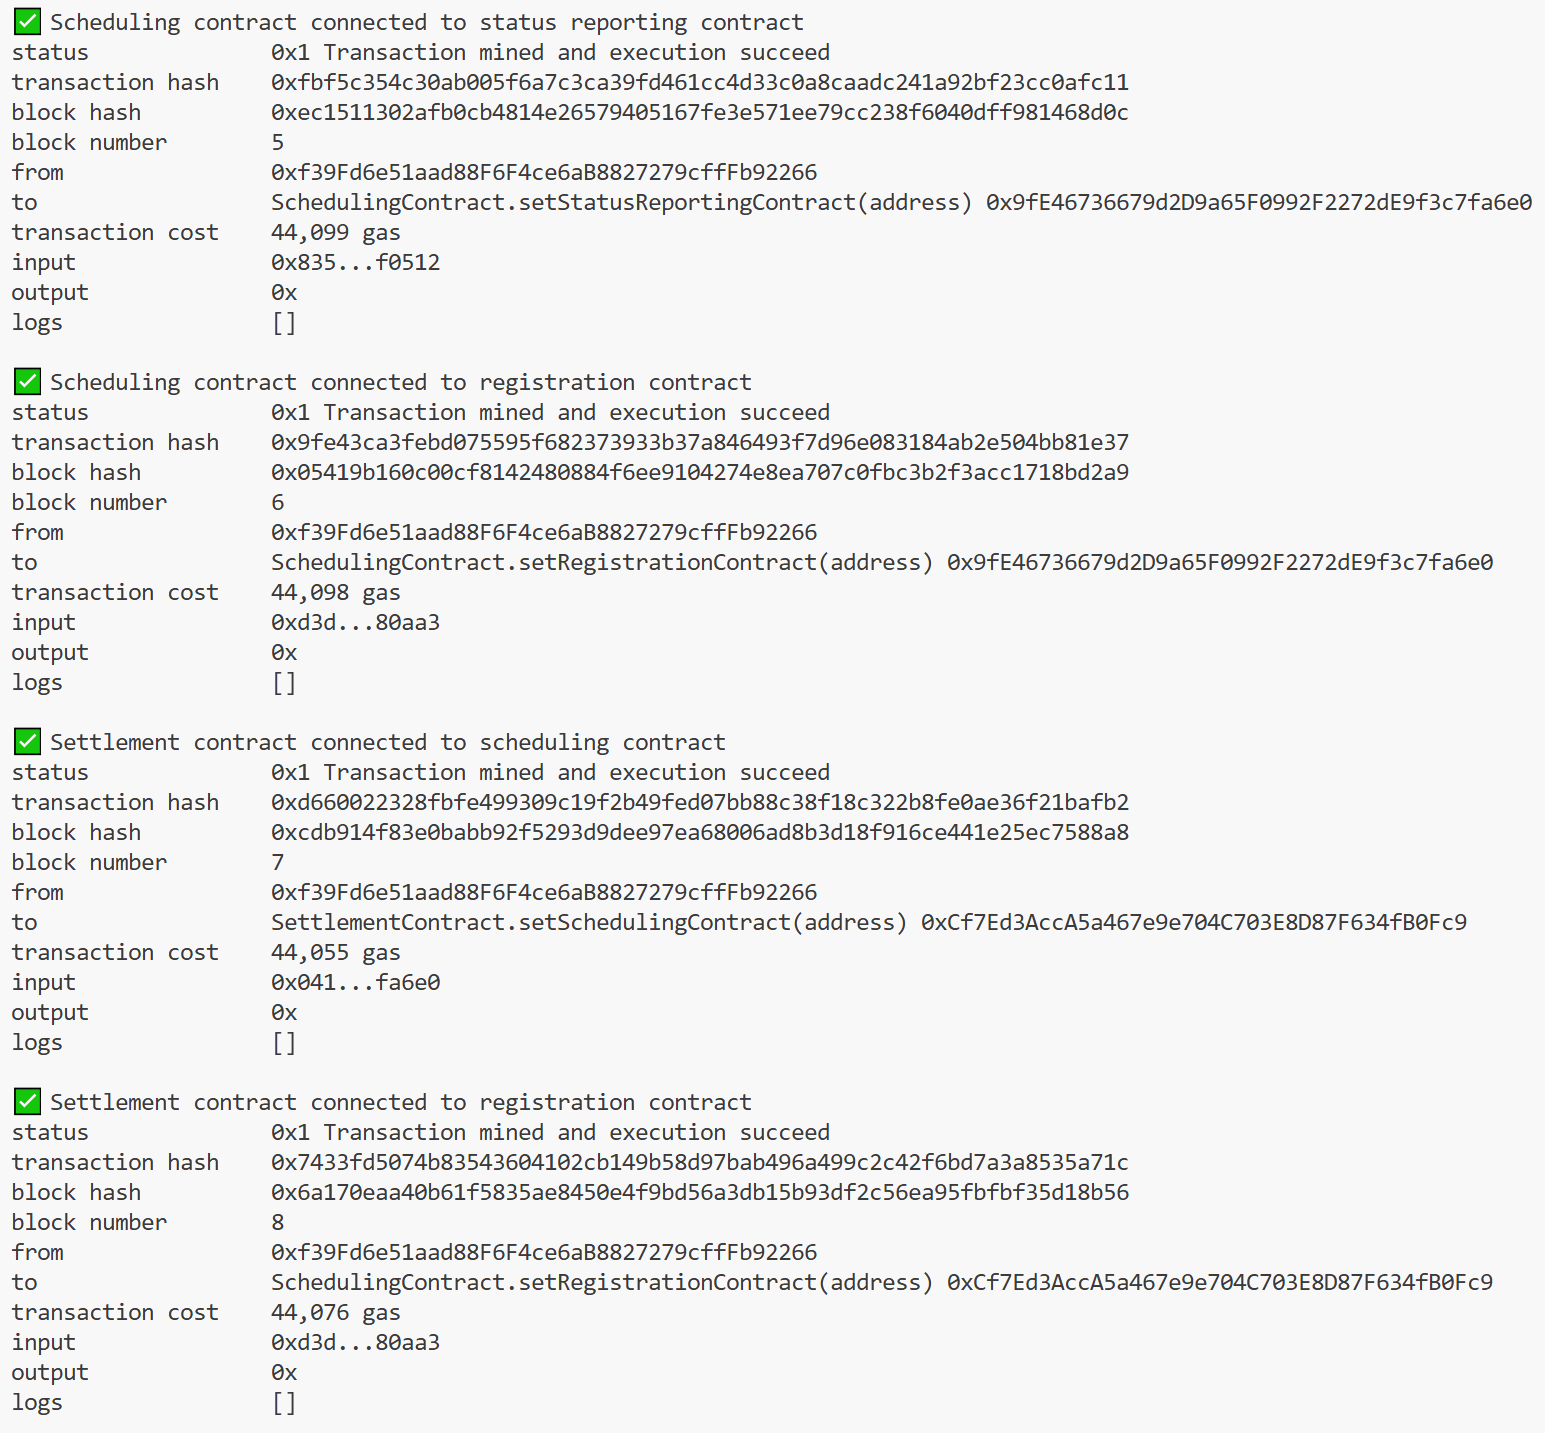 ✅ Scheduling contract connected to status reporting contract
status 0x1 Transaction mined and execution succeed
transaction hash 0xfbf5c354c30ab005f6a7c3ca39fd461cc4d33c0a8caadc241a92bf23cc0afc11
block hash 0xec1511302afb0cb4814e26579405167fe3e571ee79cc238f6040dff981468d0c
block number 5
from 0xf39Fd6e51aad88F6F4ce6aB8827279cffFb92266
to SchedulingContract.setStatusReportingContract(address) 0x9fE46736679d2D9a65F0992F2272dE9f3c7fa6e0
transaction cost 44,099 gas
input 0x835...f0512
output 0x
logs []
✅ Scheduling contract connected to registration contract
status 0x1 Transaction mined and execution succeed
transaction hash 0x9fe43ca3febd075595f682373933b37a846493f7d96e083184ab2e504bb81e37
block hash 0x05419b160c00cf8142480884f6ee9104274e8ea707c0fbc3b2f3acc1718bd2a9
block number 6
from 0xf39Fd6e51aad88F6F4ce6aB8827279cffFb92266
to SchedulingContract.setRegistrationContract(address) 0x9fE46736679d2D9a65F0992F2272dE9f3c7fa6e0
transaction cost 44,098 gas
input 0xd3d...80aa3
output 0x
logs []
✅ Settlement contract connected to scheduling contract
status 0x1 Transaction mined and execution succeed
transaction hash 0xd660022328fbfe499309c19f2b49fed07bb88c38f18c322b8fe0ae36f21bafb2
block hash 0xcdb914f83e0babb92f5293d9dee97ea68006ad8b3d18f916ce441e25ec7588a8
block number 7
from 0xf39Fd6e51aad88F6F4ce6aB8827279cffFb92266
to SettlementContract.setSchedulingContract(address) 0xCf7Ed3AccA5a467e9e704C703E8D87F634fB0Fc9
transaction cost 44,055 gas
input 0x041...fa6e0
output 0x
logs []
✅ Settlement contract connected to registration contract
status 0x1 Transaction mined and execution succeed
transaction hash 0x7433fd5074b83543604102cb149b58d97bab496a499c2c42f6bd7a3a8535a71c
block hash 0x6a170eaa40b61f5835ae8450e4f9bd56a3db15b93df2c56ea95fbfbf35d18b56
block number 8
from 0xf39Fd6e51aad88F6F4ce6aB8827279cffFb92266
to SchedulingContract.setRegistrationContract(address) 0xCf7Ed3AccA5a467e9e704C703E8D87F634fB0Fc9
transaction cost 44,076 gas
input 0xd3d...80aa3
output 0x
logs []